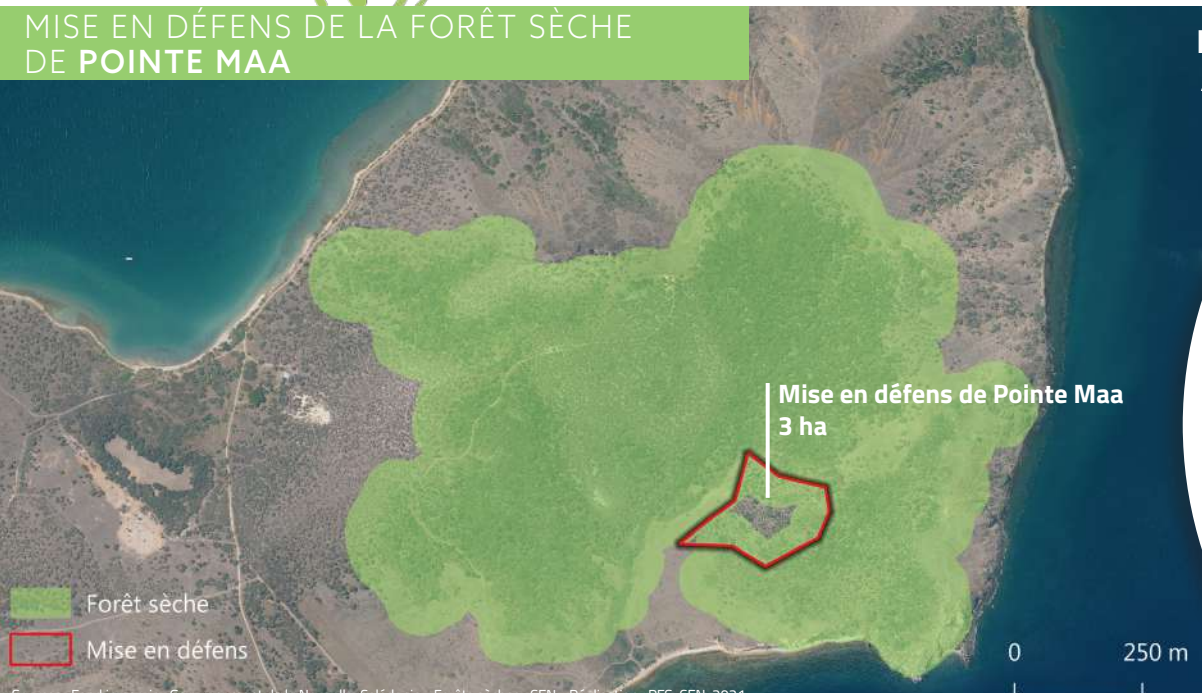 MISE EN DÉFENS DE LA FORÊT SÈCHE
DE POINTE MAA
Mise en défens de Pointe Maa
3 ha
Forêt sèche
Mise en défens
0 250 m